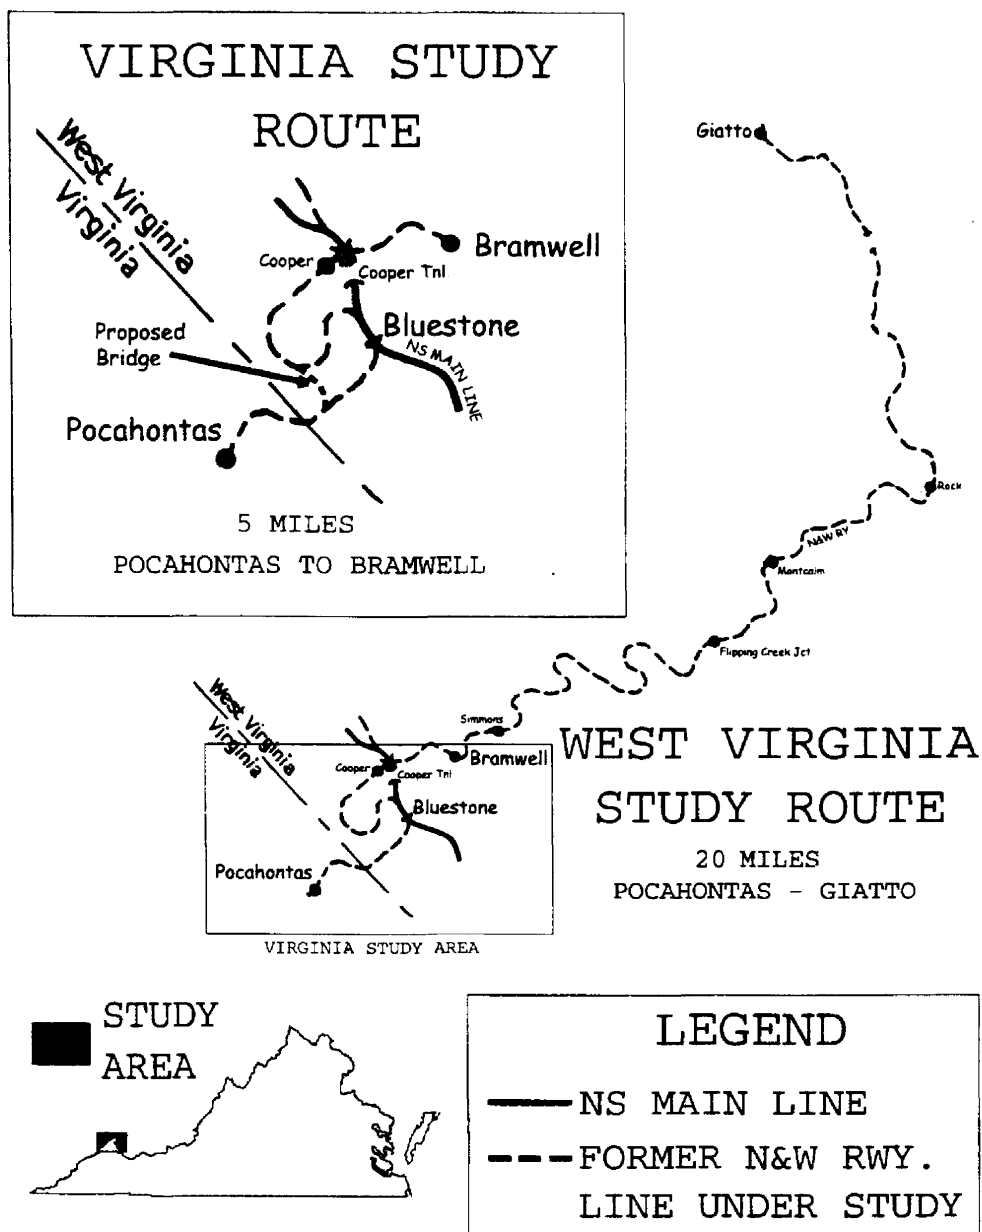 VIRGINIA STUDY
ROUTE
West Virginia
Virginia
Bramwell
Cooper
Cooper Tnl
Proposed
Bridge
Bluestone
NS MAIN LINE
Pocahontas
5 MILES
POCAHONTAS TO BRAMWELL
Giatto
Rock
N&W RY
Montcalm
Flipping Creek Jct
Simmons
West Virginia
Virginia
Bramwell
Cooper
Cooper Tnl
Bluestone
Pocahontas
VIRGINIA STUDY AREA
WEST VIRGINIA
STUDY ROUTE
20 MILES
POCAHONTAS - GIATTO
STUDY
AREA
LEGEND
NS MAIN LINE
FORMER N&W RWY.
LINE UNDER STUDY